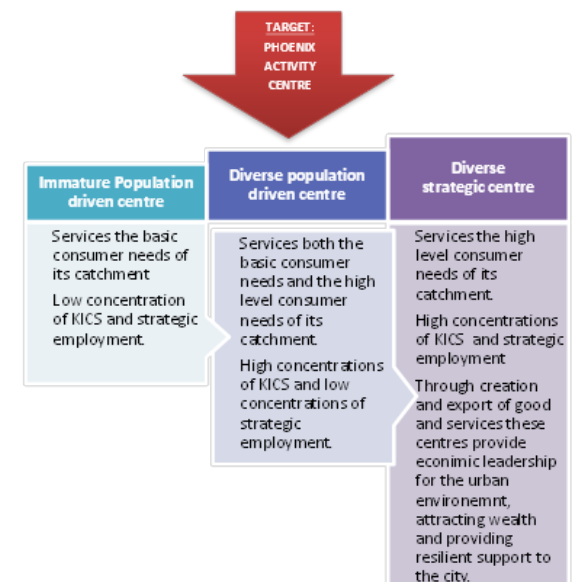 TARGET:
PHOENIX
ACTIVITY
CENTRE
Immature Population
driven centre
Services the basic
consumer needs of
its catchment
Low concentration
of KICS and strategic
employment.
Diverse population
driven centre
Services both the
basic consumer
needs and the high
level consumer
needs of its
catchment.
High concentrations
of KICS and low
concentrations of
strategic
employment.
Diverse
strategic centre
Services the high
level consumer
needs of its
catchment.
High concentrations
of KICS and strategic
employment
Through creation
and export of good
and services these
centres provide
econimic leadership
for the urban
environemnt,
attracting wealth
and providing
resilient support to
the city.